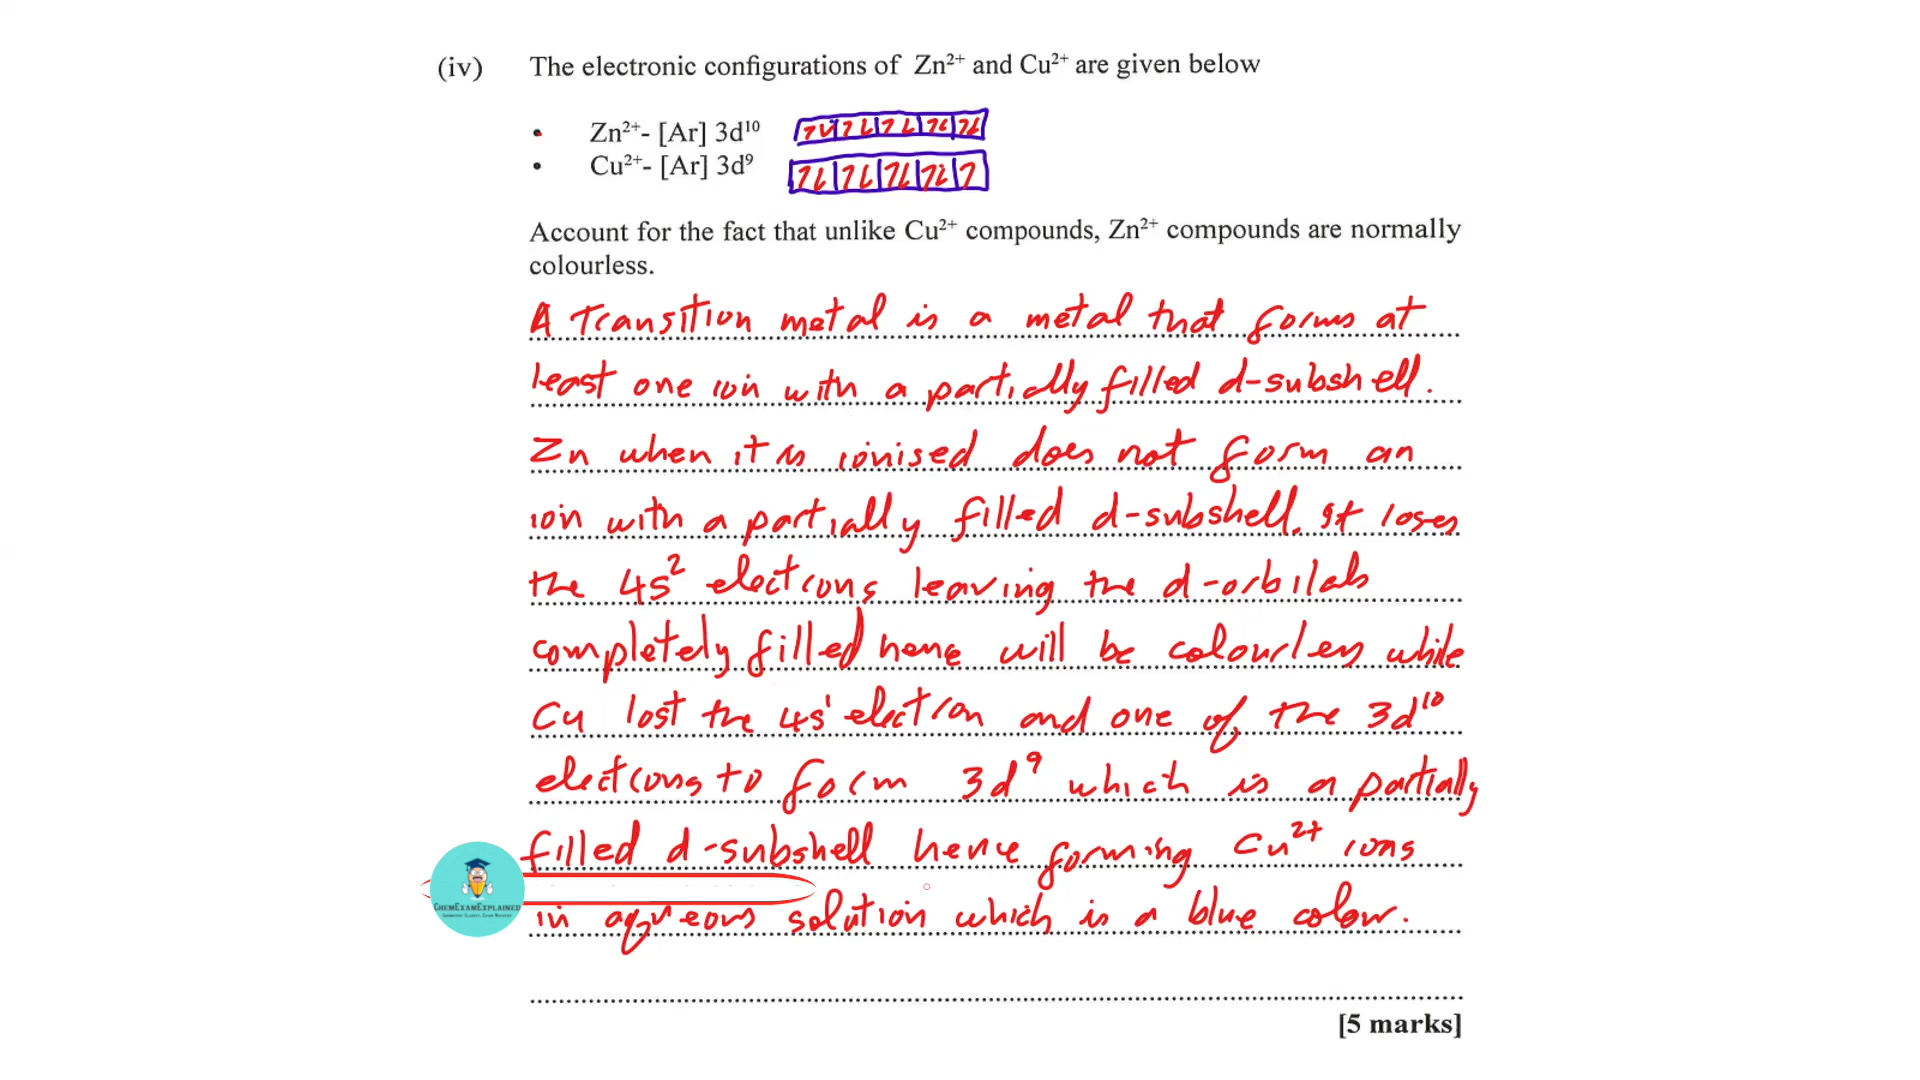 (iv) The electronic configurations of Zn²⁺ and Cu²⁺ are given below
• Zn²⁺- [Ar] 3d¹⁰
• Cu²⁺- [Ar] 3d⁹
Account for the fact that unlike Cu²⁺ compounds, Zn²⁺ compounds are normally
colourless.
A Transition metal is a metal that forms at
least one ion with a partially filled d-subshell.
Zn when it is ionised does not form an
ion with a partially filled d-subshell. It loses
the 4s² electrons leaving the d-orbitals
completely filled hence will be colourless while
Cu lost the 4s¹ electron and one of the 3d¹⁰
electrons to form 3d⁹ which is a partially
filled d-subshell hence forming Cu²⁺ ions
CHEMEXAMEXPLAINED
in aqueous solution which is a blue colour.
[5 marks]